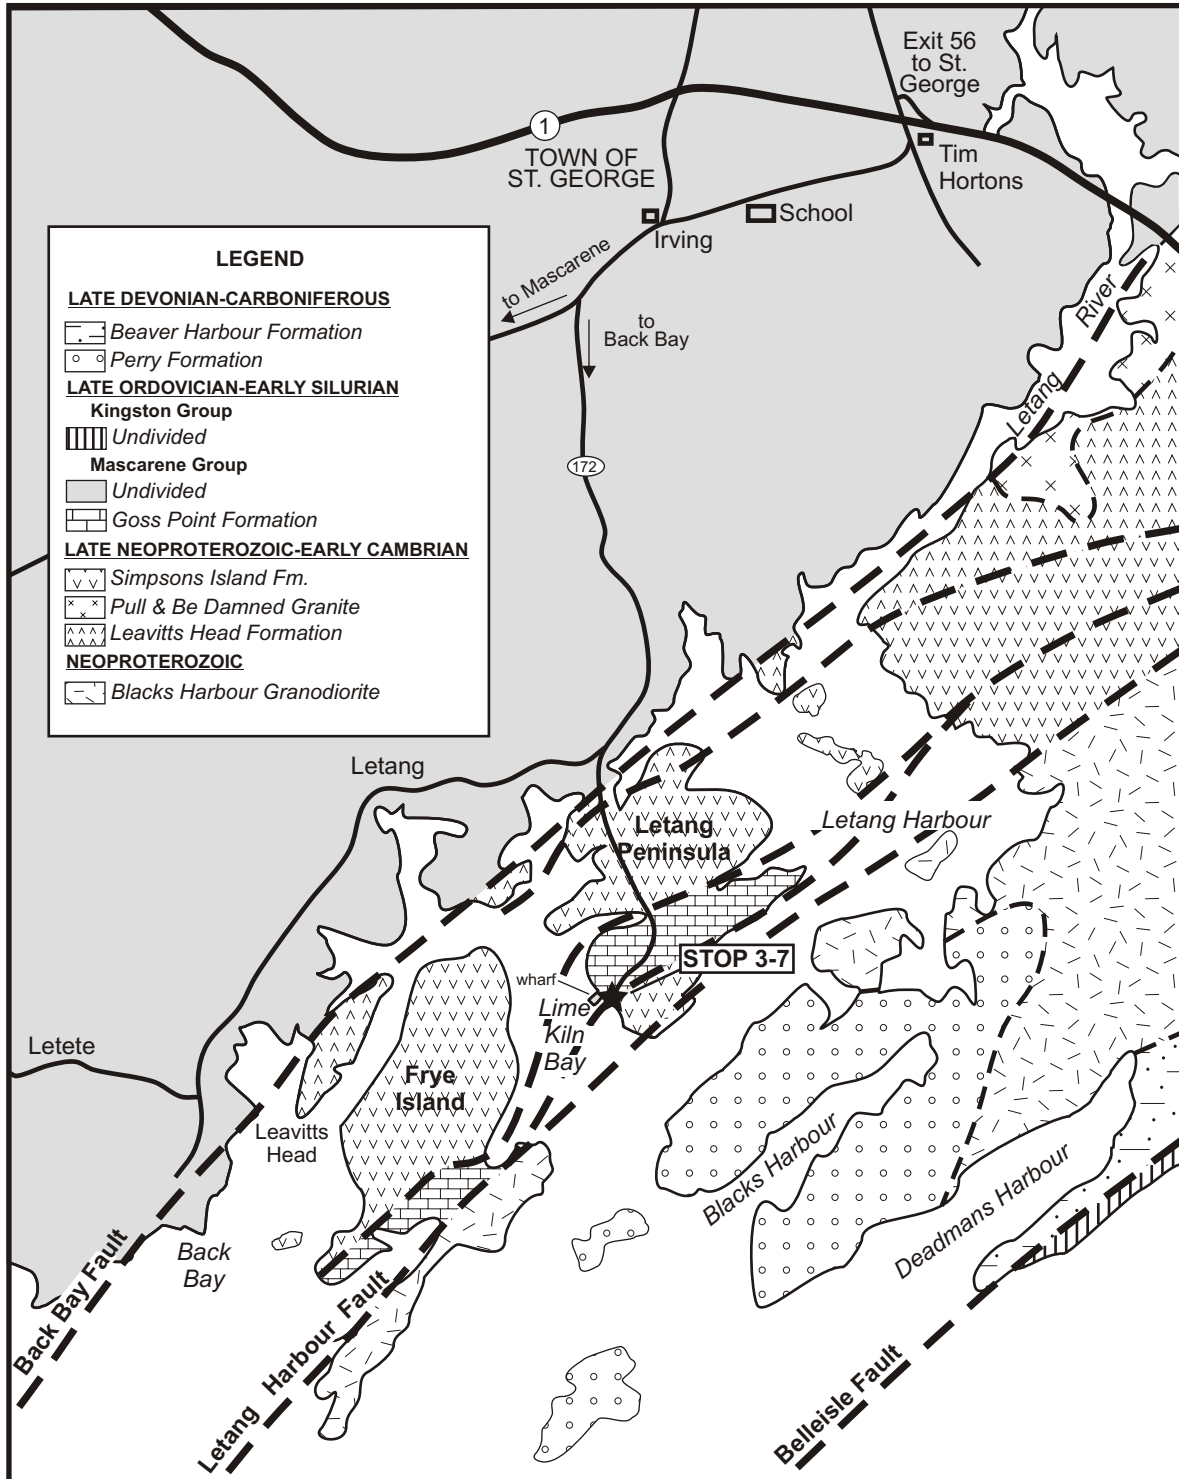 Exit 56
to St.
George
1
TOWN OF
ST. GEORGE
Tim
Hortons
School
Irving
to Mascarene
to
Back Bay
172
River
Letang
LEGEND
LATE DEVONIAN-CARBONIFEROUS
Beaver Harbour Formation
Perry Formation
LATE ORDOVICIAN-EARLY SILURIAN
Kingston Group
Undivided
Mascarene Group
Undivided
Goss Point Formation
LATE NEOPROTEROZOIC-EARLY CAMBRIAN
Simpsons Island Fm.
Pull & Be Damned Granite
Leavitts Head Formation
NEOPROTEROZOIC
Blacks Harbour Granodiorite
Letang
Letang
Peninsula
Letang Harbour
STOP 3-7
wharf
Lime
Kiln
Bay
Letete
Frye
Island
Leavitts
Head
Blacks Harbour
Deadmans Harbour
Back
Bay
Back Bay Fault
Letang Harbour Fault
Belleisle Fault